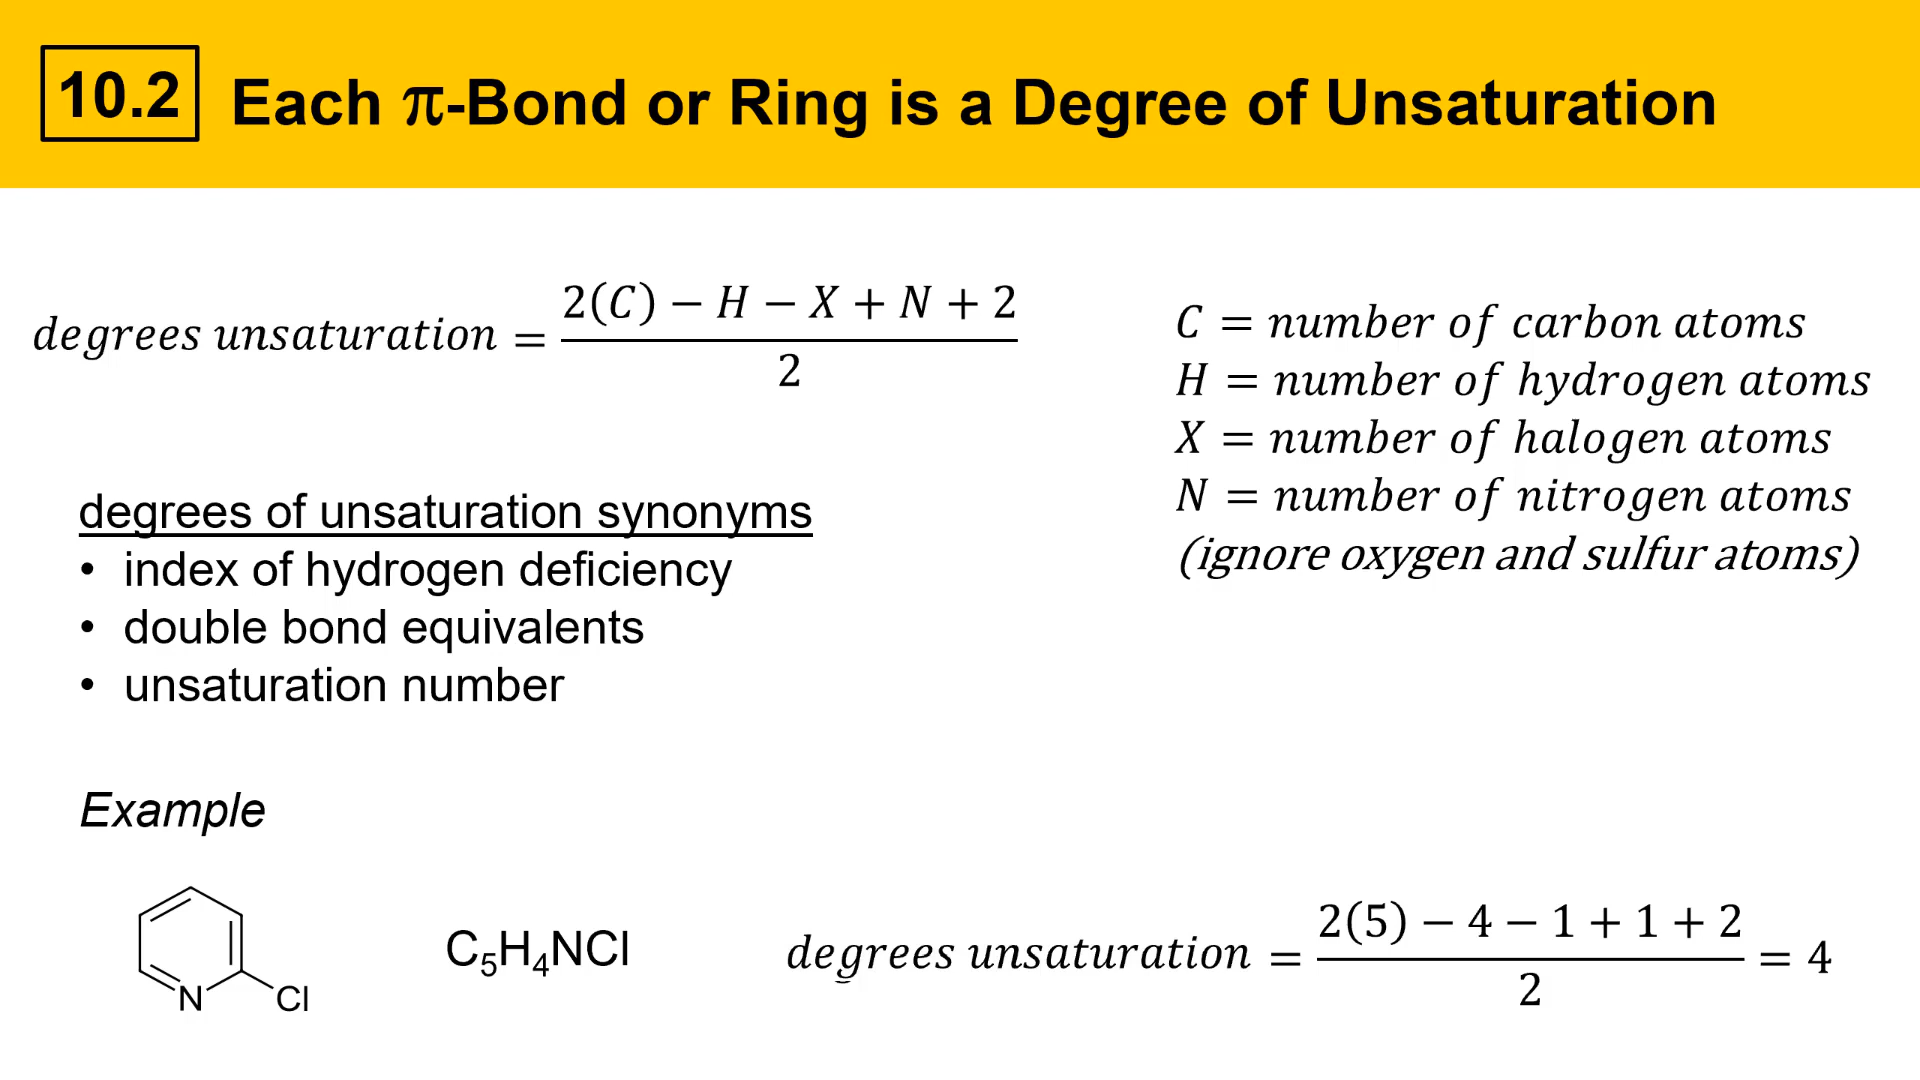 10.2 Each π-Bond or Ring is a Degree of Unsaturation
degrees unsaturation = (2(C) − H − X + N + 2) / 2
C = number of carbon atoms
H = number of hydrogen atoms
X = number of halogen atoms
N = number of nitrogen atoms
(ignore oxygen and sulfur atoms)
degrees of unsaturation synonyms
• index of hydrogen deficiency
• double bond equivalents
• unsaturation number
Example
N Cl
C₅H₄NCl
degrees unsaturation = (2(5) − 4 − 1 + 1 + 2) / 2 = 4